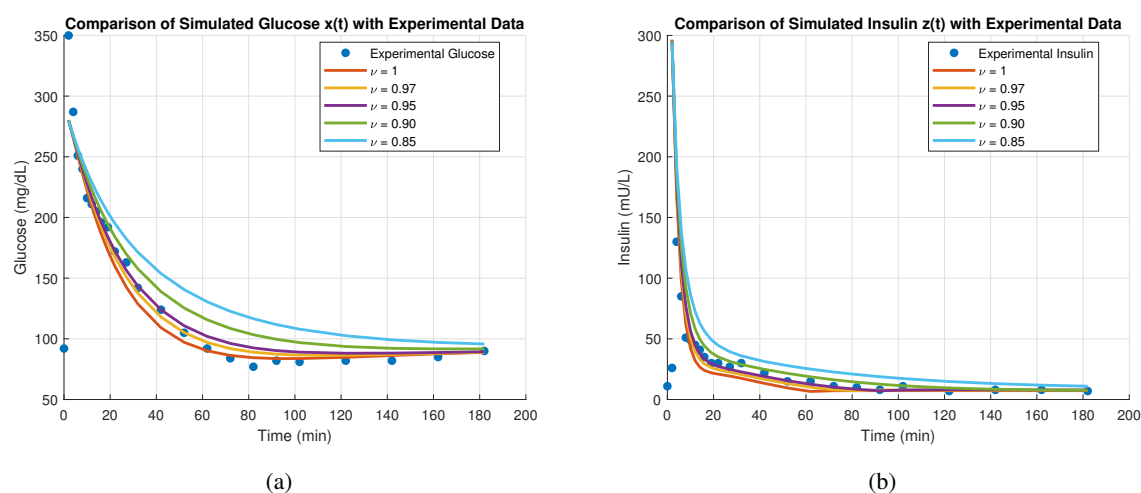 Comparison of Simulated Glucose x(t) with Experimental Data
350
300
250
200
150
100
50
Glucose (mg/dL)
0 20 40 60 80 100 120 140 160 180 200
Time (min)
Experimental Glucose
ν = 1
ν = 0.97
ν = 0.95
ν = 0.90
ν = 0.85
(a)
Comparison of Simulated Insulin z(t) with Experimental Data
300
250
200
150
100
50
0
Insulin (mU/L)
0 20 40 60 80 100 120 140 160 180 200
Time (min)
Experimental Insulin
ν = 1
ν = 0.97
ν = 0.95
ν = 0.90
ν = 0.85
(b)